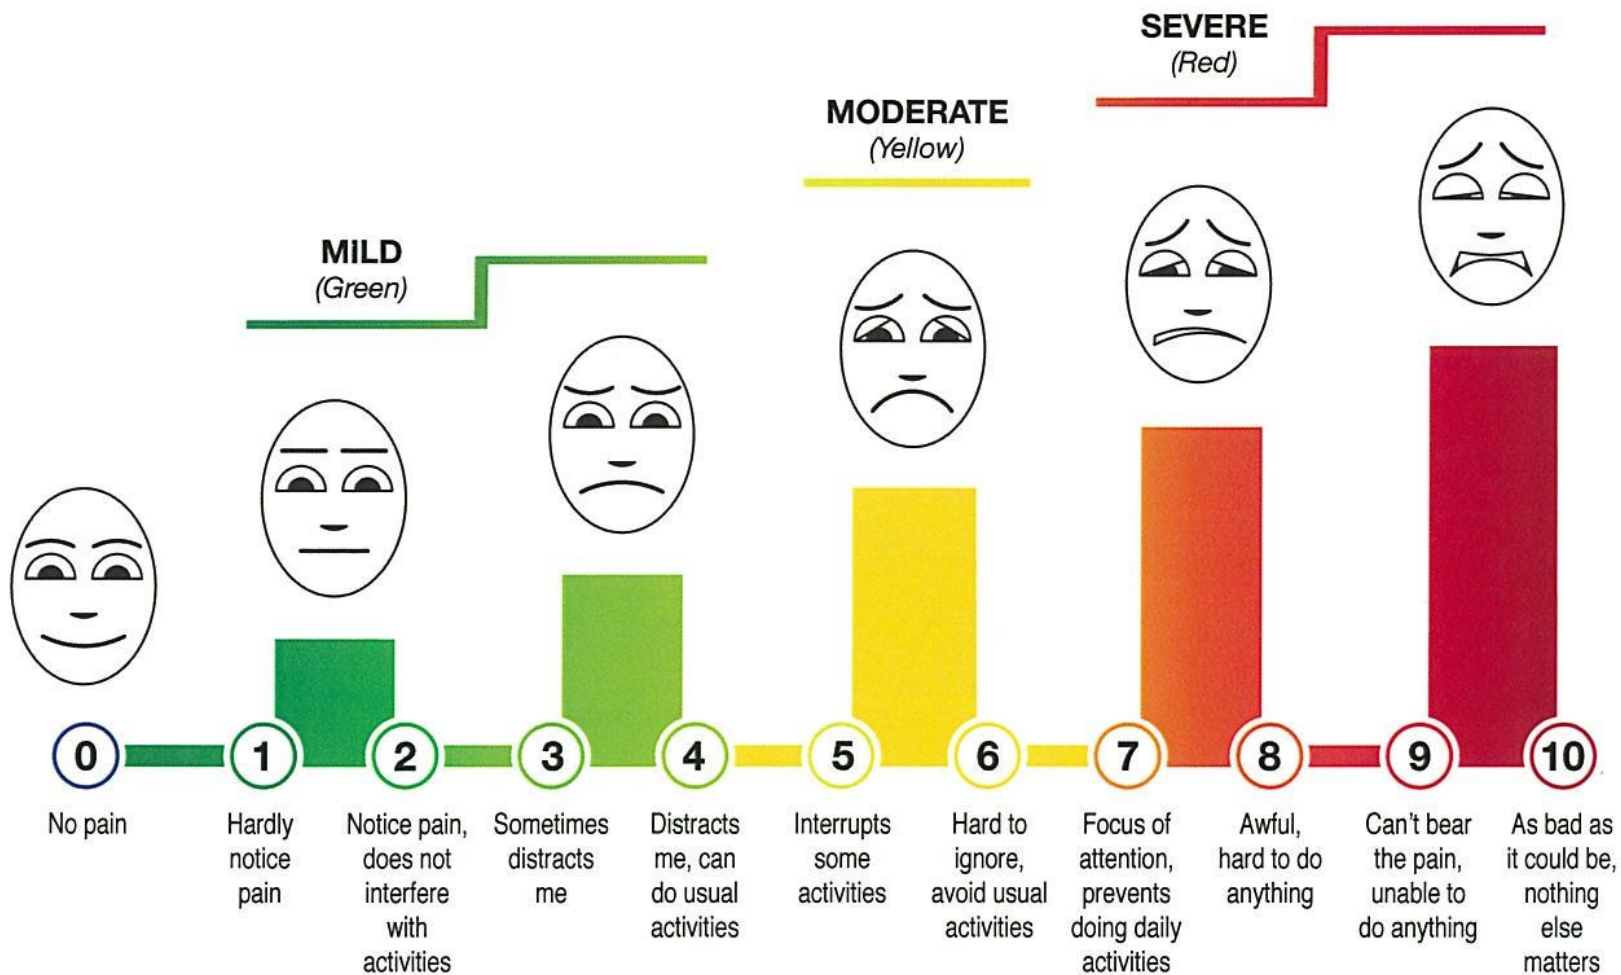 SEVERE
(Red)
MODERATE
(Yellow)
MILD
(Green)
0
1
2
3
4
5
6
7
8
9
10
No pain
Hardly
notice
pain
Notice pain,
does not
interfere
with
activities
Sometimes
distracts
me
Distracts
me, can
do usual
activities
Interrupts
some
activities
Hard to
ignore,
avoid usual
activities
Focus of
attention,
prevents
doing daily
activities
Awful,
hard to do
anything
Can't bear
the pain,
unable to
do anything
As bad as
it could be,
nothing
else
matters